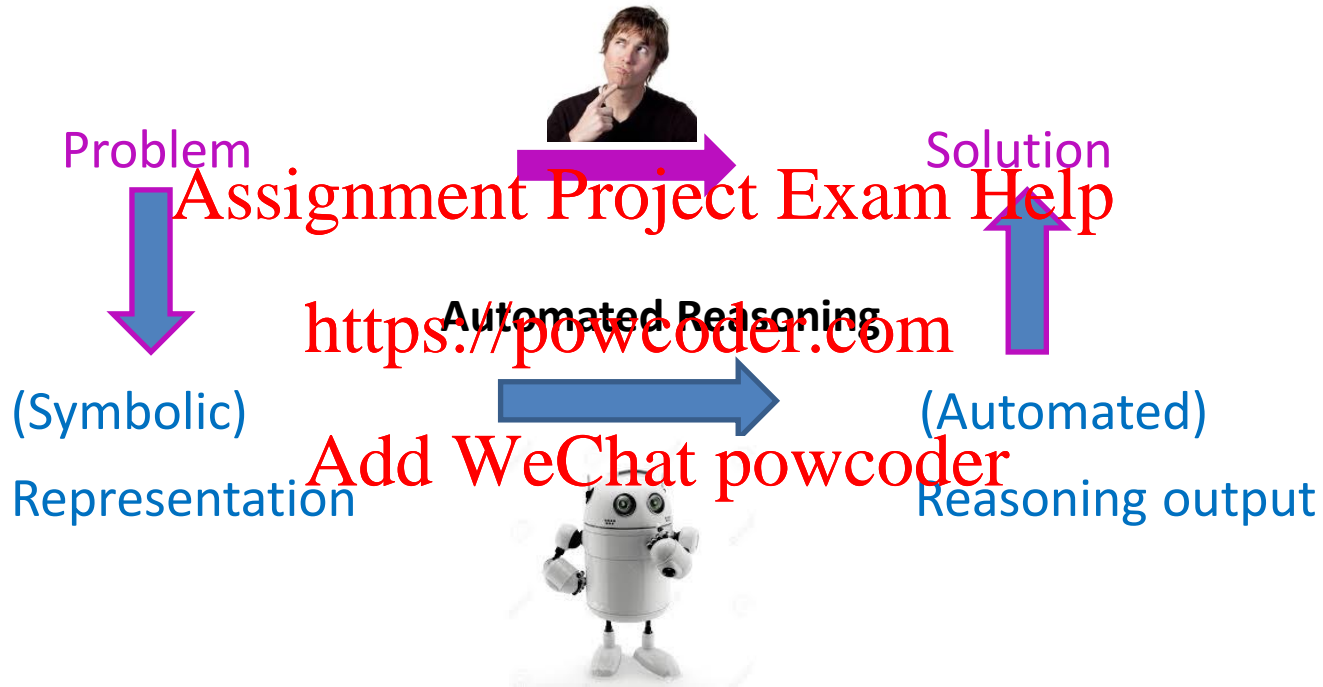 Problem
Solution
Assignment Project Exam Help
Automated Reasoning
https://powcoder.com
(Symbolic)
(Automated)
Add WeChat powcoder
Representation
Reasoning output